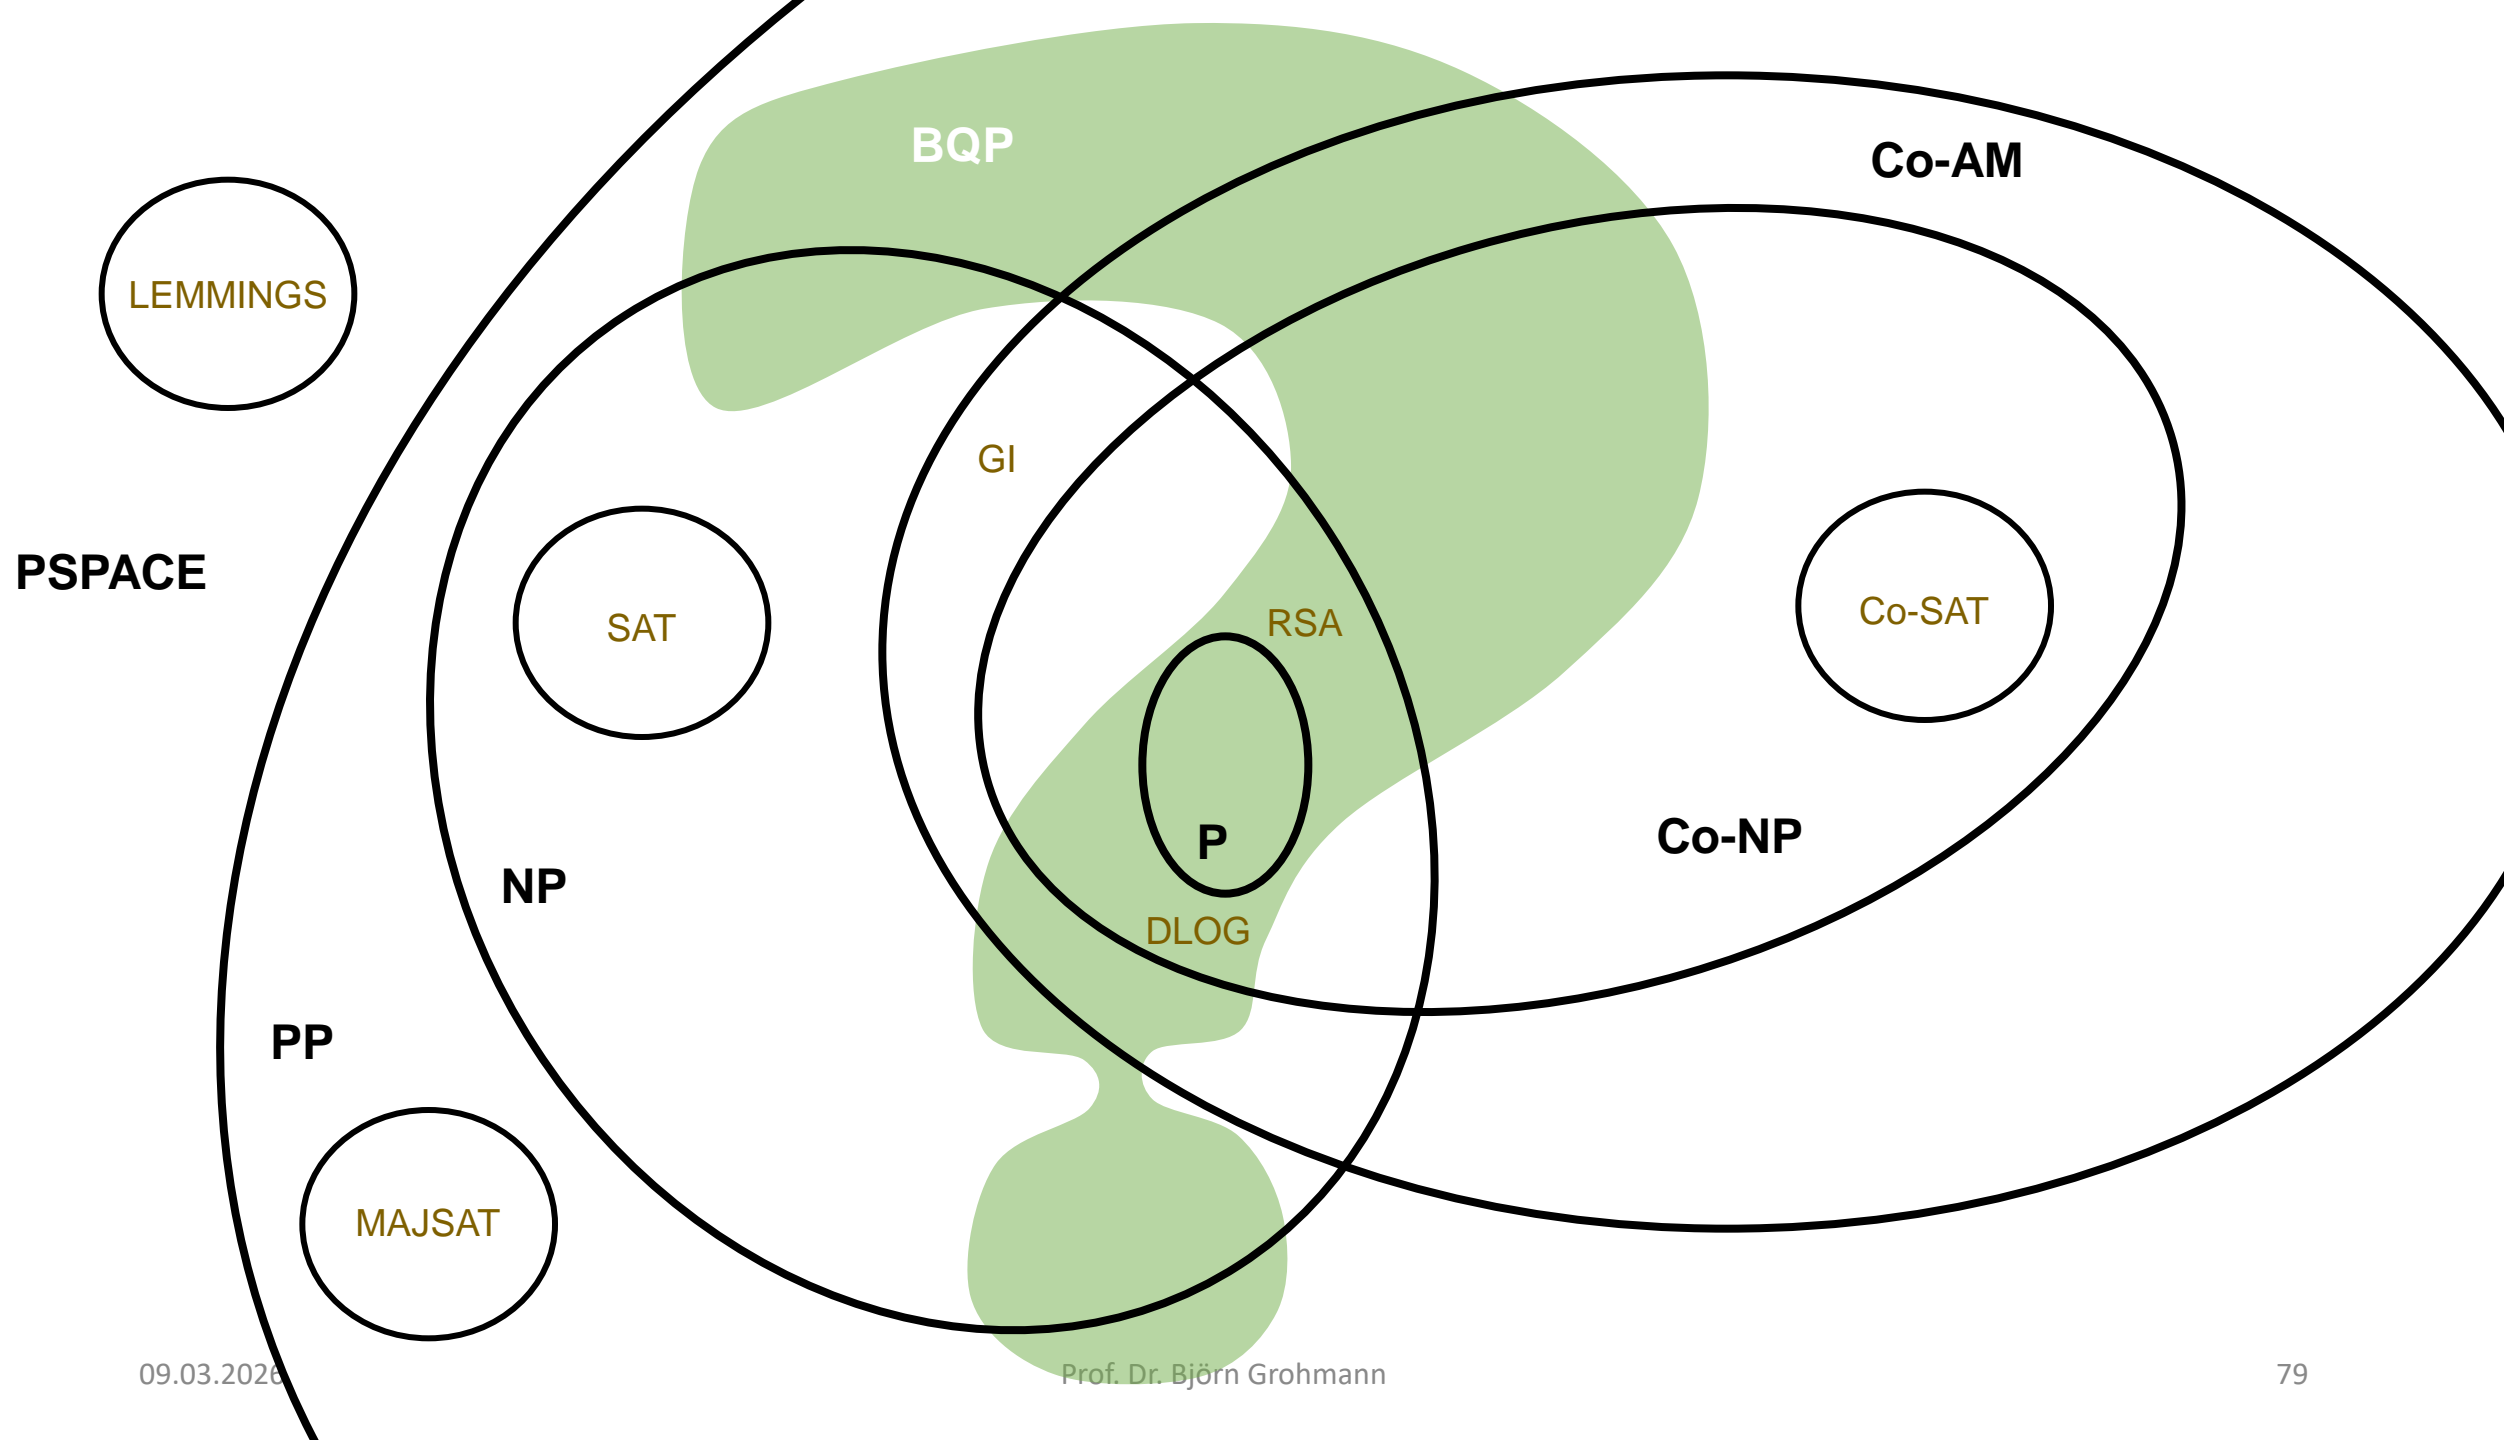 BQP
Co-AM
LEMMINGS
GI
PSPACE
SAT
RSA
Co-SAT
P
Co-NP
NP
DLOG
PP
MAJSAT
09.03.2026
Prof. Dr. Björn Grohmann
79